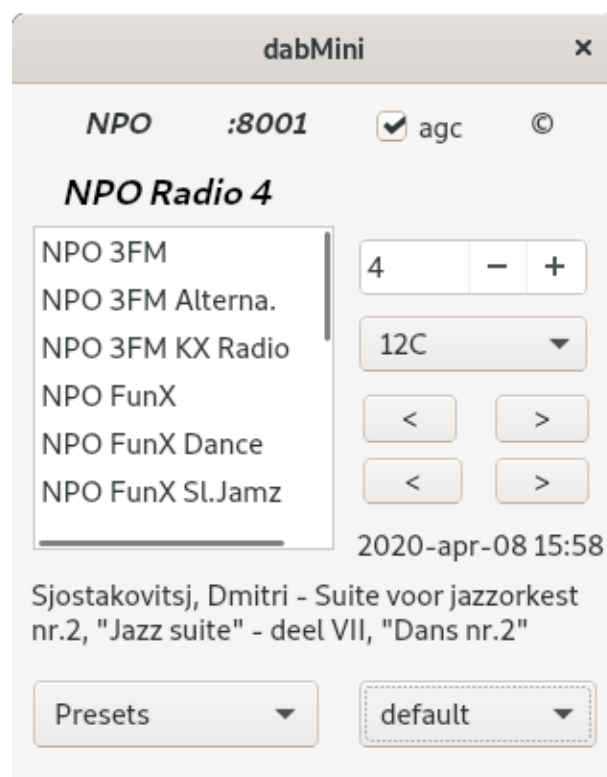 dabMini ×
NPO :8001 agc ©
NPO Radio 4
NPO 3FM
NPO 3FM Alterna.
NPO 3FM KX Radio
NPO FunX
NPO FunX Dance
NPO FunX Sl.Jamz
4 − +
12C
< >
< >
2020-apr-08 15:58
Sjostakovitsj, Dmitri - Suite voor jazzorkest
nr.2, "Jazz suite" - deel VII, "Dans nr.2"
Presets default